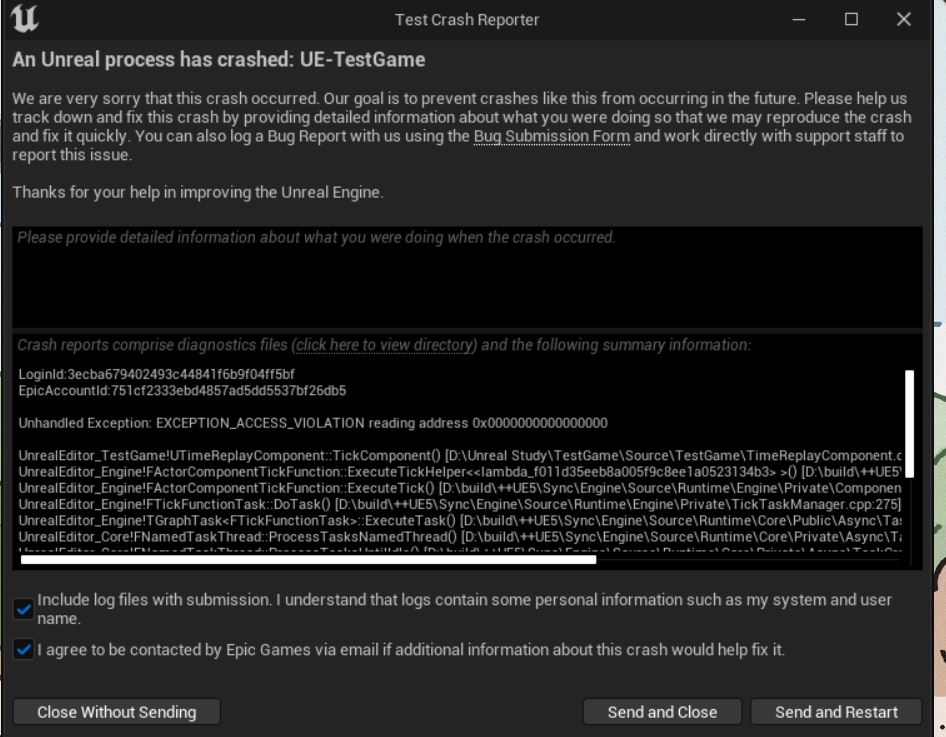 Test Crash Reporter
An Unreal process has crashed: UE-TestGame
We are very sorry that this crash occurred. Our goal is to prevent crashes like this from occurring in the future. Please help us
track down and fix this crash by providing detailed information about what you were doing so that we may reproduce the crash
and fix it quickly. You can also log a Bug Report with us using the Bug Submission Form and work directly with support staff to
report this issue.
Thanks for your help in improving the Unreal Engine.
Please provide detailed information about what you were doing when the crash occurred.
Crash reports comprise diagnostics files (click here to view directory) and the following summary information:
LoginId:3ecba679402493c44841f6b9f04ff5bf
EpicAccountId:751cf2333ebd4857ad5dd5537bf26db5
Unhandled Exception: EXCEPTION_ACCESS_VIOLATION reading address 0x0000000000000000
UnrealEditor_TestGame!UTimeReplayComponent::TickComponent() [D:\Unreal Study\TestGame\Source\TestGame\TimeReplayComponent.c
UnrealEditor_Engine!FActorComponentTickFunction::ExecuteTickHelper<<lambda_f011d35eeb8a005f9c8ee1a0523134b3> >() [D:\build\++UE5\
UnrealEditor_Engine!FActorComponentTickFunction::ExecuteTick() [D:\build\++UE5\Sync\Engine\Source\Runtime\Engine\Private\Componen
UnrealEditor_Engine!FTickFunctionTask::DoTask() [D:\build\++UE5\Sync\Engine\Source\Runtime\Engine\Private\TickTaskManager.cpp:275]
UnrealEditor_Engine!TGraphTask<FTickFunctionTask>::ExecuteTask() [D:\build\++UE5\Sync\Engine\Source\Runtime\Core\Public\Async\Tas
UnrealEditor_Core!FNamedTaskThread::ProcessTasksNamedThread() [D:\build\++UE5\Sync\Engine\Source\Runtime\Core\Private\Async\Ta
Include log files with submission. I understand that logs contain some personal information such as my system and user
name.
I agree to be contacted by Epic Games via email if additional information about this crash would help fix it.
Close Without Sending
Send and Close
Send and Restart